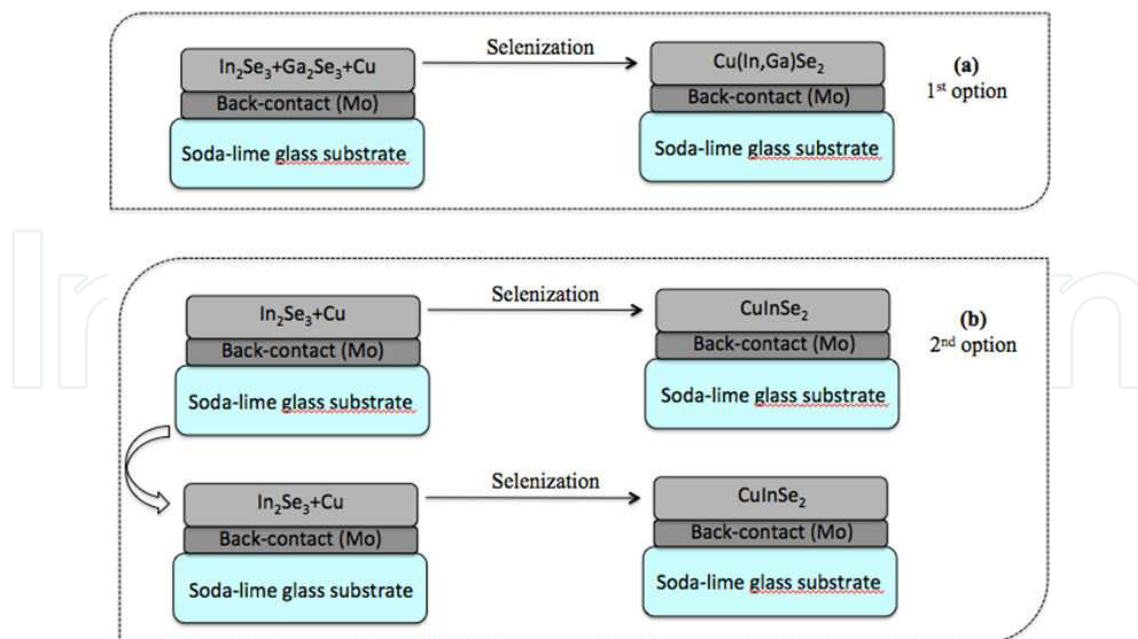 Selenization
In₂Se₃+Ga₂Se₃+Cu
Back-contact (Mo)
Soda-lime glass substrate
Cu(In,Ga)Se₂
Back-contact (Mo)
Soda-lime glass substrate
(a)
1st option
Selenization
In₂Se₃+Cu
Back-contact (Mo)
Soda-lime glass substrate
CuInSe₂
Back-contact (Mo)
Soda-lime glass substrate
(b)
2nd option
Selenization
In₂Se₃+Cu
Back-contact (Mo)
Soda-lime glass substrate
CuInSe₂
Back-contact (Mo)
Soda-lime glass substrate